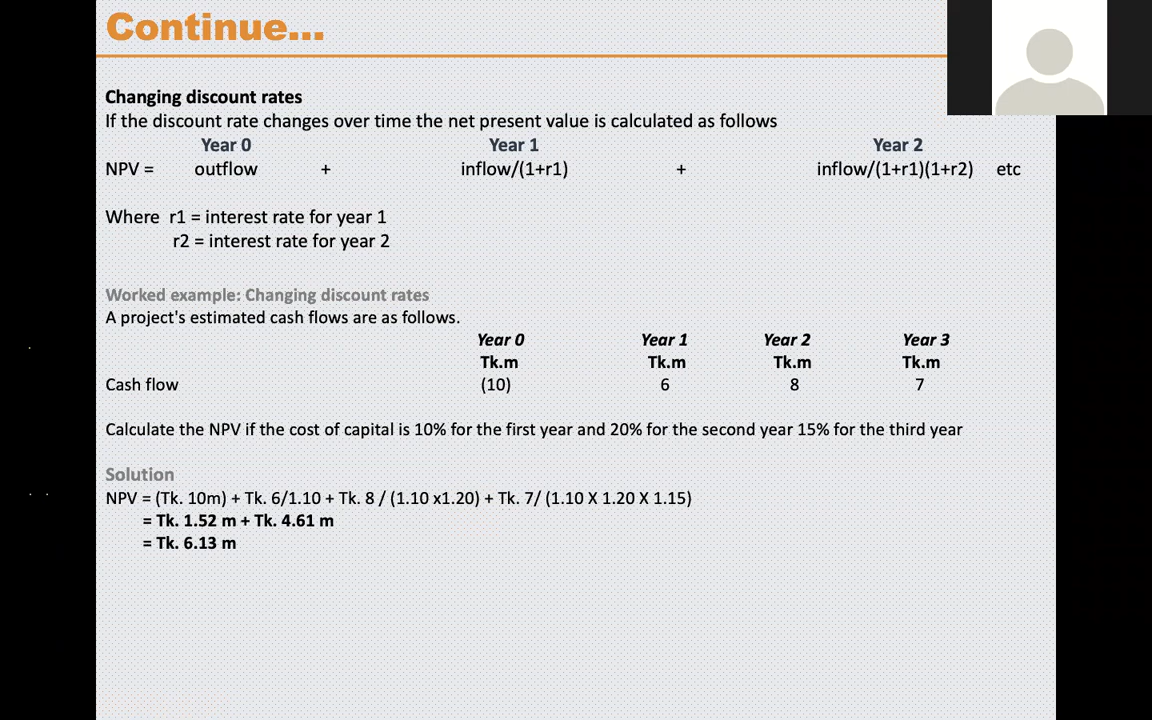 Continue...
Changing discount rates
If the discount rate changes over time the net present value is calculated as follows
Year 0 Year 1 Year 2
NPV = outflow + inflow/(1+r1) + inflow/(1+r1)(1+r2) etc
Where r1 = interest rate for year 1
r2 = interest rate for year 2
Worked example: Changing discount rates
A project's estimated cash flows are as follows.
Year 0 Year 1 Year 2 Year 3
Tk.m Tk.m Tk.m Tk.m
Cash flow (10) 6 8 7
Calculate the NPV if the cost of capital is 10% for the first year and 20% for the second year 15% for the third year
Solution
NPV = (Tk. 10m) + Tk. 6/1.10 + Tk. 8 / (1.10 x1.20) + Tk. 7/ (1.10 X 1.20 X 1.15)
= Tk. 1.52 m + Tk. 4.61 m
= Tk. 6.13 m